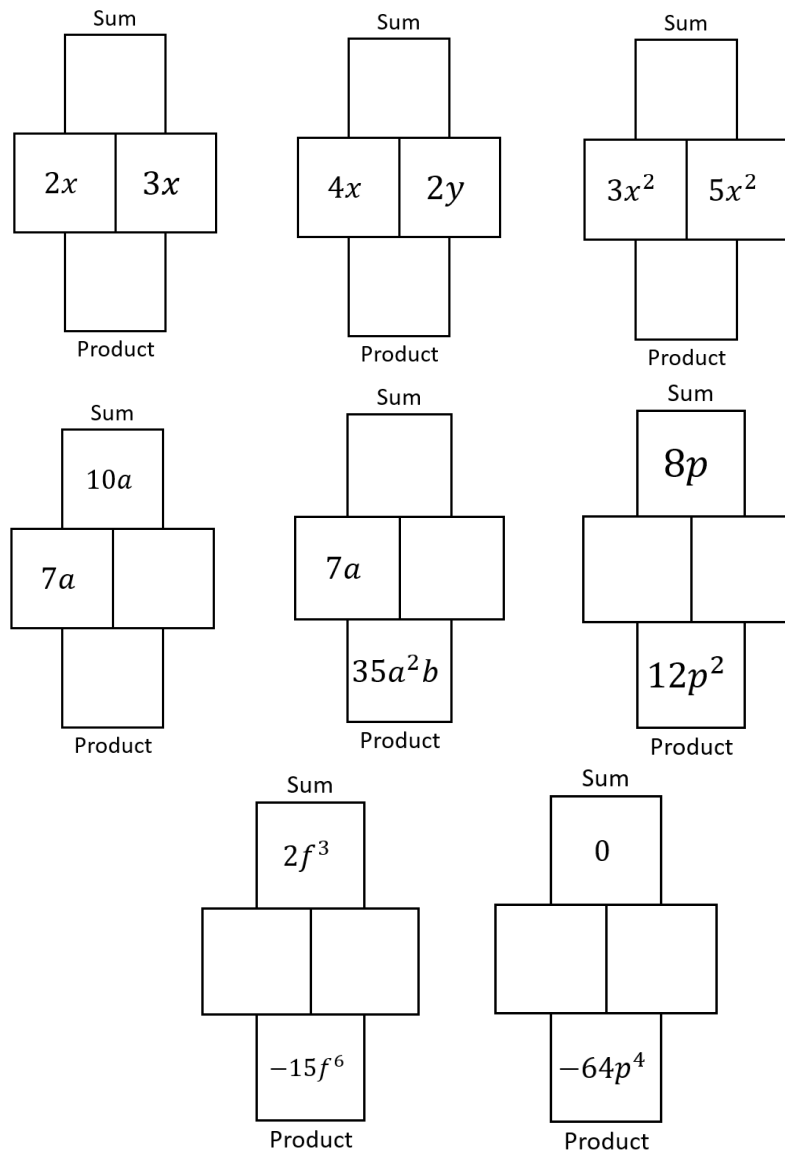 Sum
Sum
Sum
2x 3x
4x 2y
3x² 5x²
Product
Product
Product
Sum
10a
7a
Product
Sum
7a
35a²b
Product
Sum
8p
12p²
Product
Sum
2f³
−15f⁶
Product
Sum
0
−64p⁴
Product